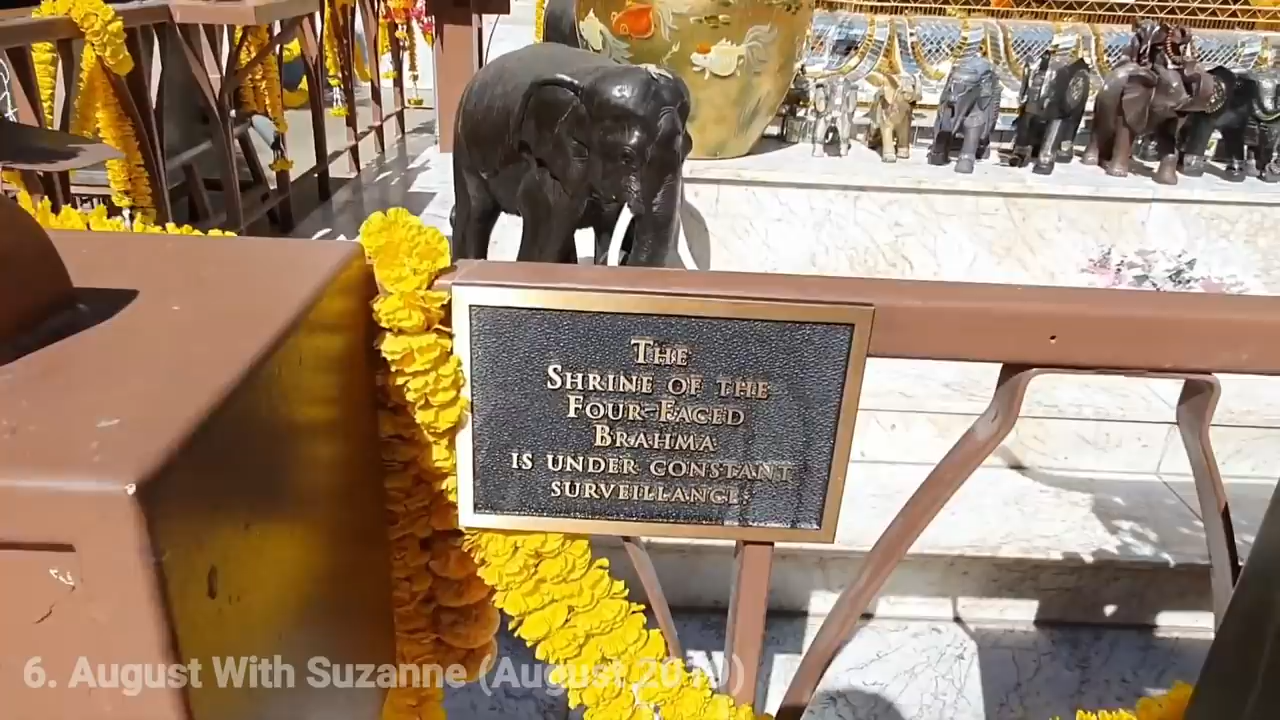 The
Shrine of the
Four-Faced
Brahma
is under constant
surveillance.
6. August With Suzanne (August